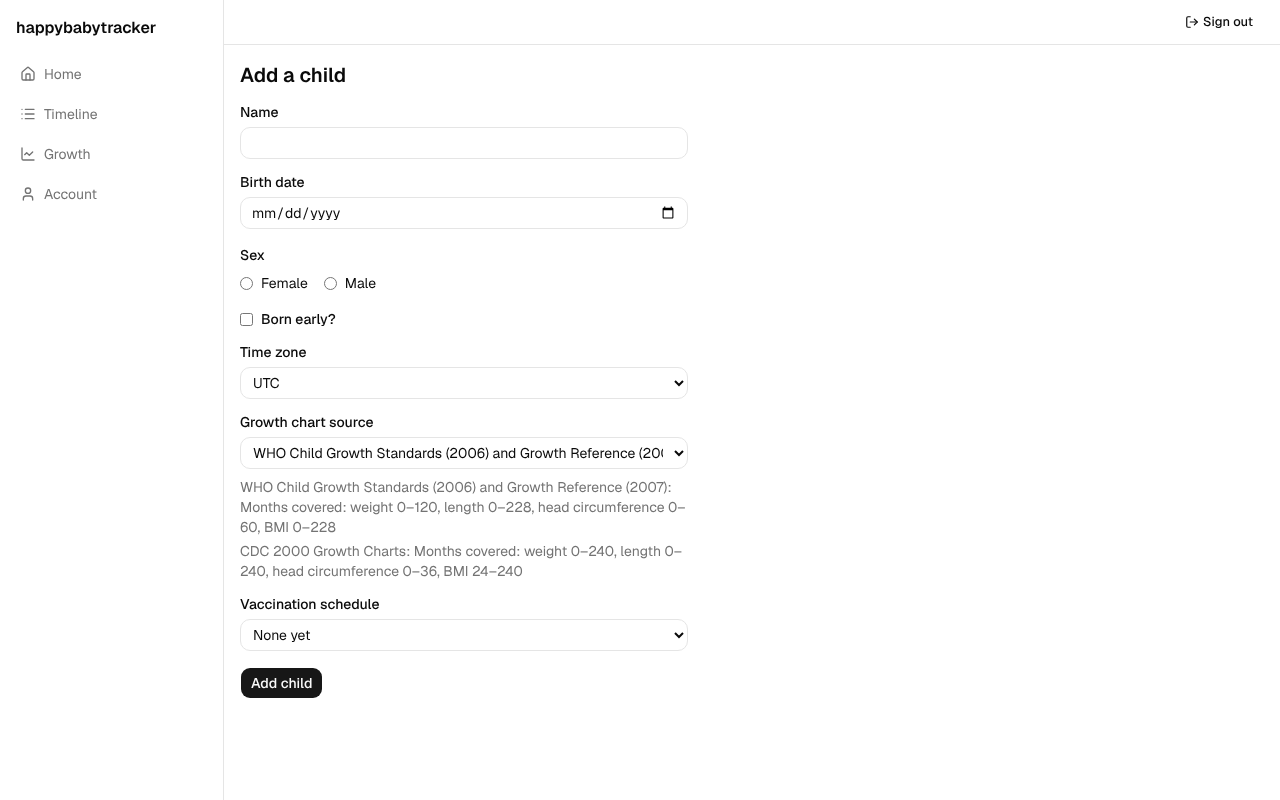 happybabytracker
Sign out
Home
Timeline
Growth
Account
Add a child
Name
Birth date
mm/dd/yyyy
Sex
Female
Male
Born early?
Time zone
UTC
Growth chart source
WHO Child Growth Standards (2006) and Growth Reference (200
WHO Child Growth Standards (2006) and Growth Reference (2007):
Months covered: weight 0–120, length 0–228, head circumference 0–
60, BMI 0–228
CDC 2000 Growth Charts: Months covered: weight 0–240, length 0–
240, head circumference 0–36, BMI 24–240
Vaccination schedule
None yet
Add child